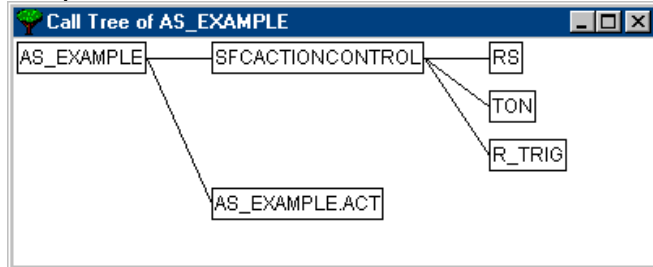 Call Tree of AS_EXAMPLE
AS_EXAMPLE
SFCACTIONCONTROL
RS
TON
R_TRIG
AS_EXAMPLE.ACT